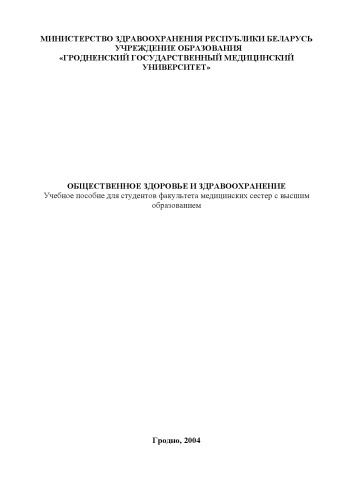 МИНИСТЕРСТВО ЗДРАВООХРАНЕНИЯ РЕСПУБЛИКИ БЕЛАРУСЬ
УЧРЕЖДЕНИЕ ОБРАЗОВАНИЯ
«ГРОДНЕНСКИЙ ГОСУДАРСТВЕННЫЙ МЕДИЦИНСКИЙ
УНИВЕРСИТЕТ»
ОБЩЕСТВЕННОЕ ЗДОРОВЬЕ И ЗДРАВООХРАНЕНИЕ
Учебное пособие для студентов факультета медицинских сестер с высшим
образованием
Гродно, 2004